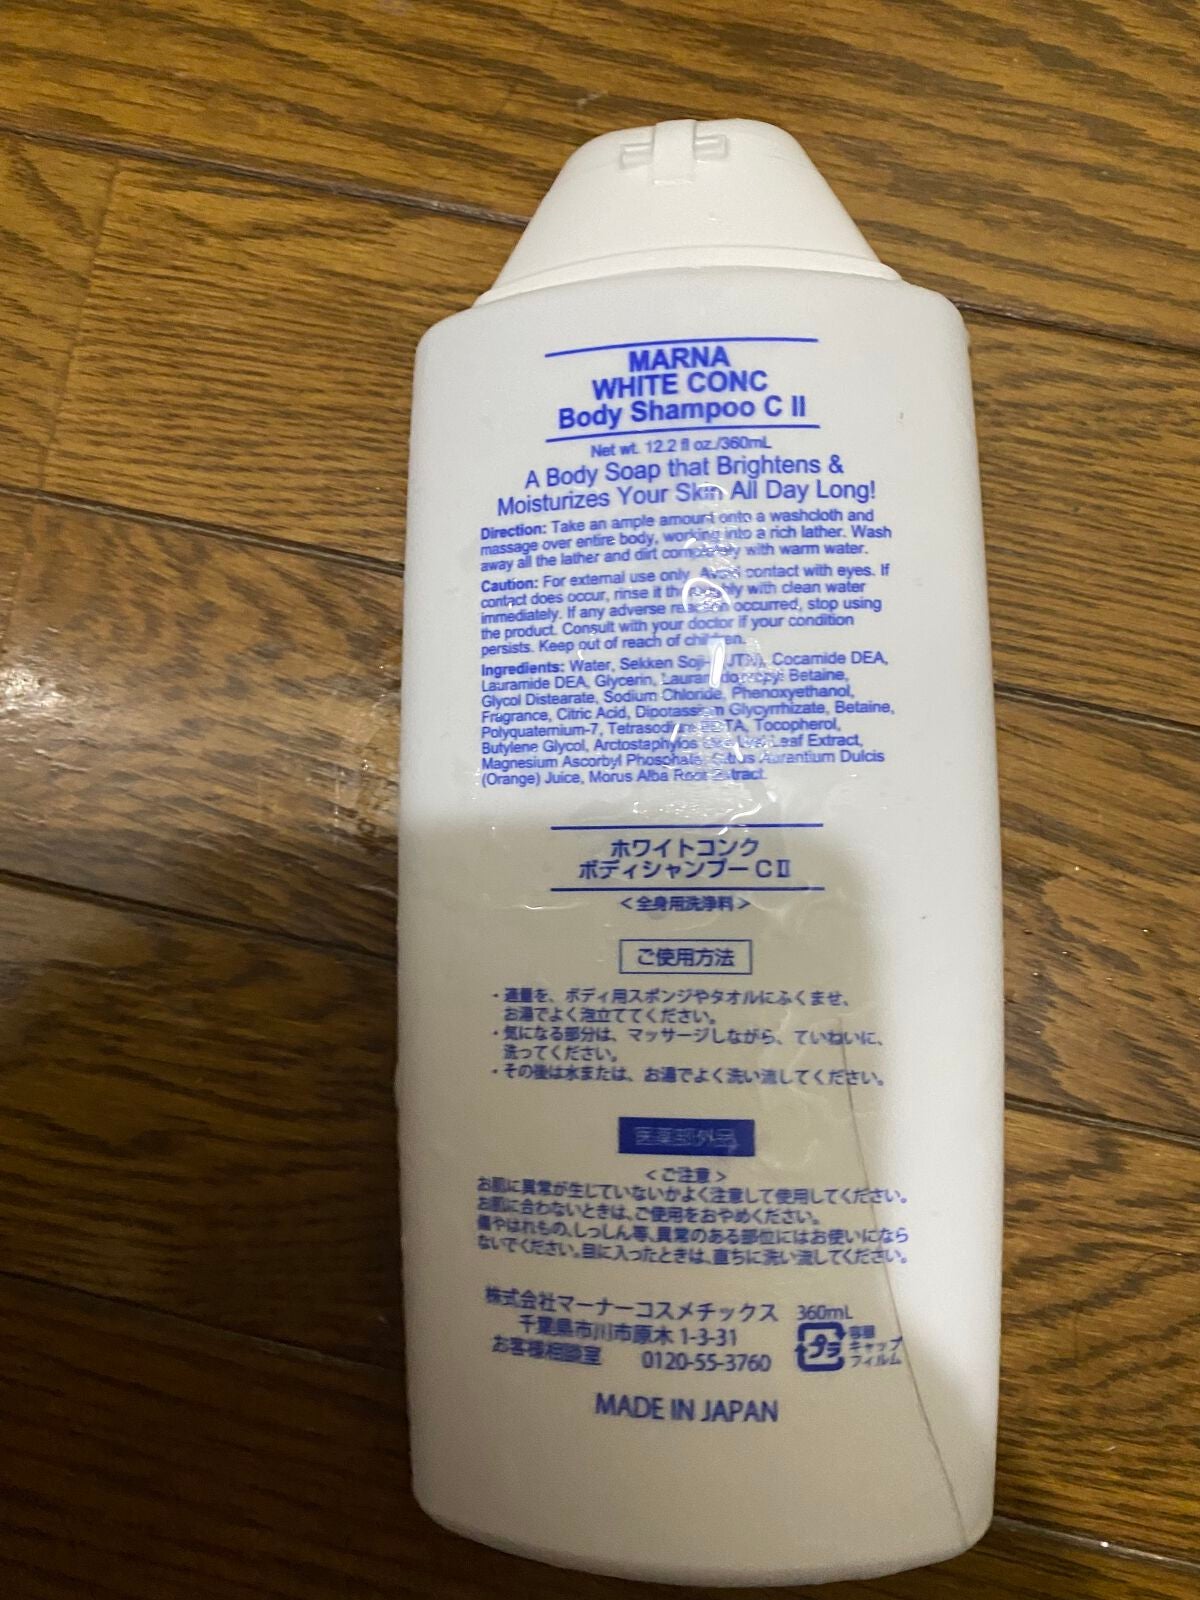 MARNA
WHITE CONC
Body Shampoo C II
Net wt. 12.2 fl oz./360mL
A Body Soap that Brightens &
Moisturizes Your Skin All Day Long!
Direction: Take an ample amount onto a washcloth and
massage over entire body, working into a rich lather. Wash
away all the lather and dirt completely with warm water.
Caution: For external use only. Avoid contact with eyes. If
contact does occur, rinse it thoroughly with clean water
immediately. If any adverse reaction occurred, stop using
the product. Consult with your doctor if your condition
persists. Keep out of reach of children.
Ingredients: Water, Sekken Soji- Cocamide DEA,
Lauramide DEA, Glycerin, Betaine,
Glycol Distearate, Sodium Chloride, Phenoxyethanol,
Fragrance, Citric Acid, Dipotassium Glycyrrhizate, Betaine,
Polyquaternium-7, Tetrasodium EDTA, Tocopherol,
Butylene Glycol, Arctostaphylos Leaf Extract,
Magnesium Ascorbyl Phosphate, Citrus Aurantium Dulcis
(Orange) Juice, Morus Alba Root Extract.
ホワイトコンク
ボディシャンプーC II
<全身用洗浄料>
ご使用方法
・適量を、ボディ用スポンジやタオルにふくませ、
お湯でよく泡立ててください。
・気になる部分は、マッサージしながら、ていねいに、
洗ってください。
・その後は水または、お湯でよく洗い流してください。
医薬部外品
<ご注意>
お肌に異常が生じていないかよく注意して使用してください。
お肌に合わないときは、ご使用をおやめください。
傷やはれもの、しっしん等、異常のある部位にはお使いになら
ないでください。目に入ったときは、直ちに洗い流してください。
株式会社マーナーコスメチックス 360mL
千葉県市川市原木1-3-31
お客様相談室 0120-55-3760
プラ
容器
キャップ
フィルム
MADE IN JAPAN